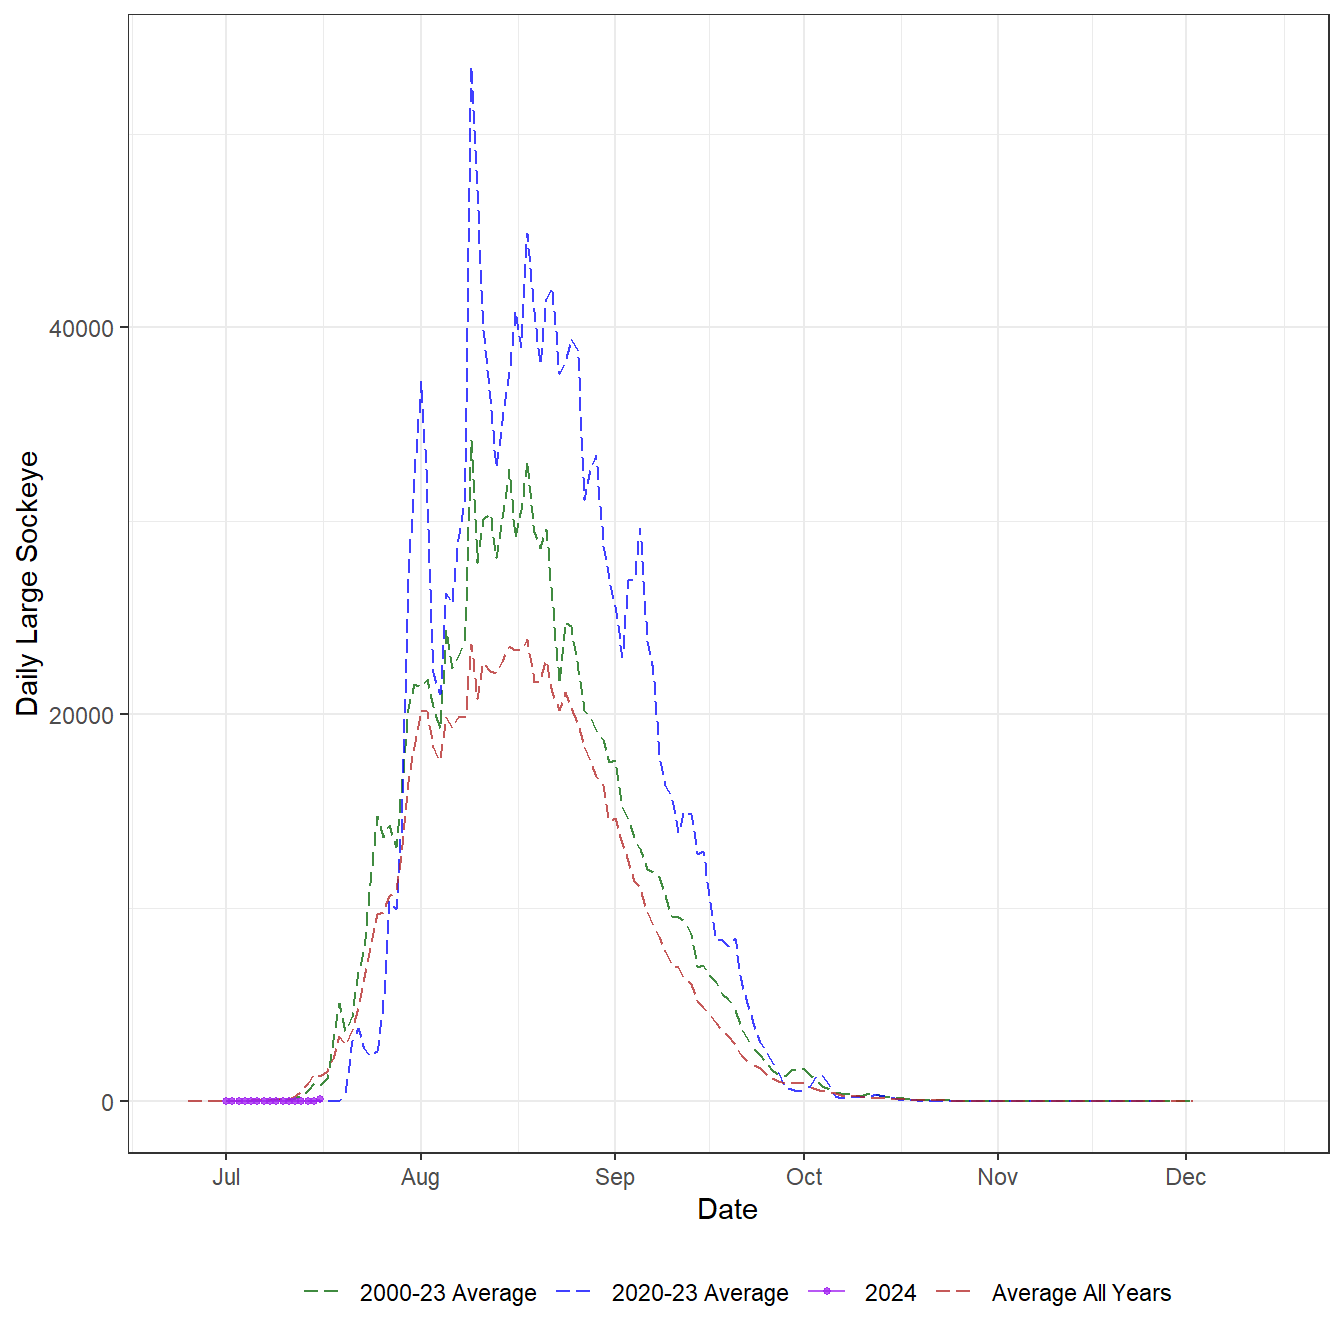 Daily Large Sockeye
40000
20000
0
Jul Aug Sep Oct Nov Dec
Date
2000-23 Average 2020-23 Average 2024 Average All Years